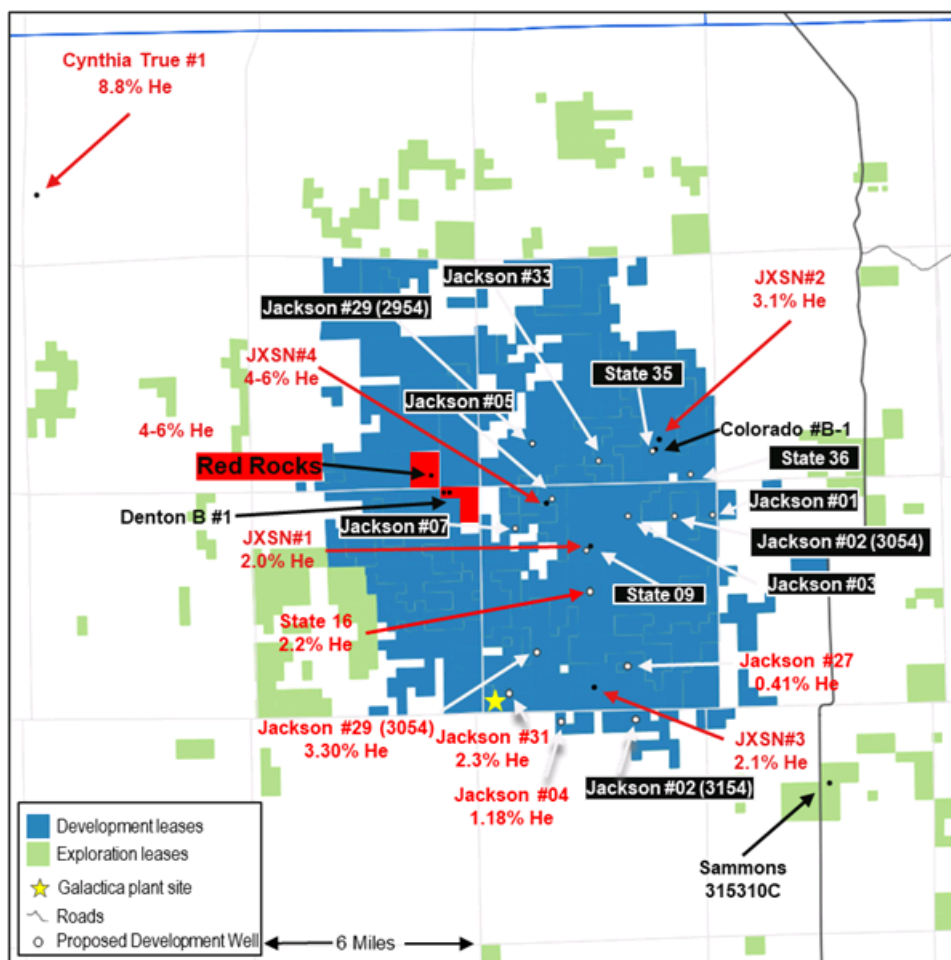 Cynthia True #1
8.8% He
Jackson #33
Jackson #29 (2954)
JXSN#2
3.1% He
JXSN#4
4-6% He
State 35
Jackson #05
4-6% He
Colorado #B-1
Red Rocks
State 36
Denton B #1
Jackson #07
Jackson #01
JXSN#1
2.0% He
Jackson #02 (3054)
Jackson #03
State 09
State 16
2.2% He
Jackson #27
0.41% He
Jackson #29 (3054)
3.30% He
Jackson #31
2.3% He
JXSN#3
2.1% He
Jackson #04
1.18% He
Jackson #02 (3154)
Sammons
315310C
Development leases
Exploration leases
Galactica plant site
Roads
Proposed Development Well
6 Miles